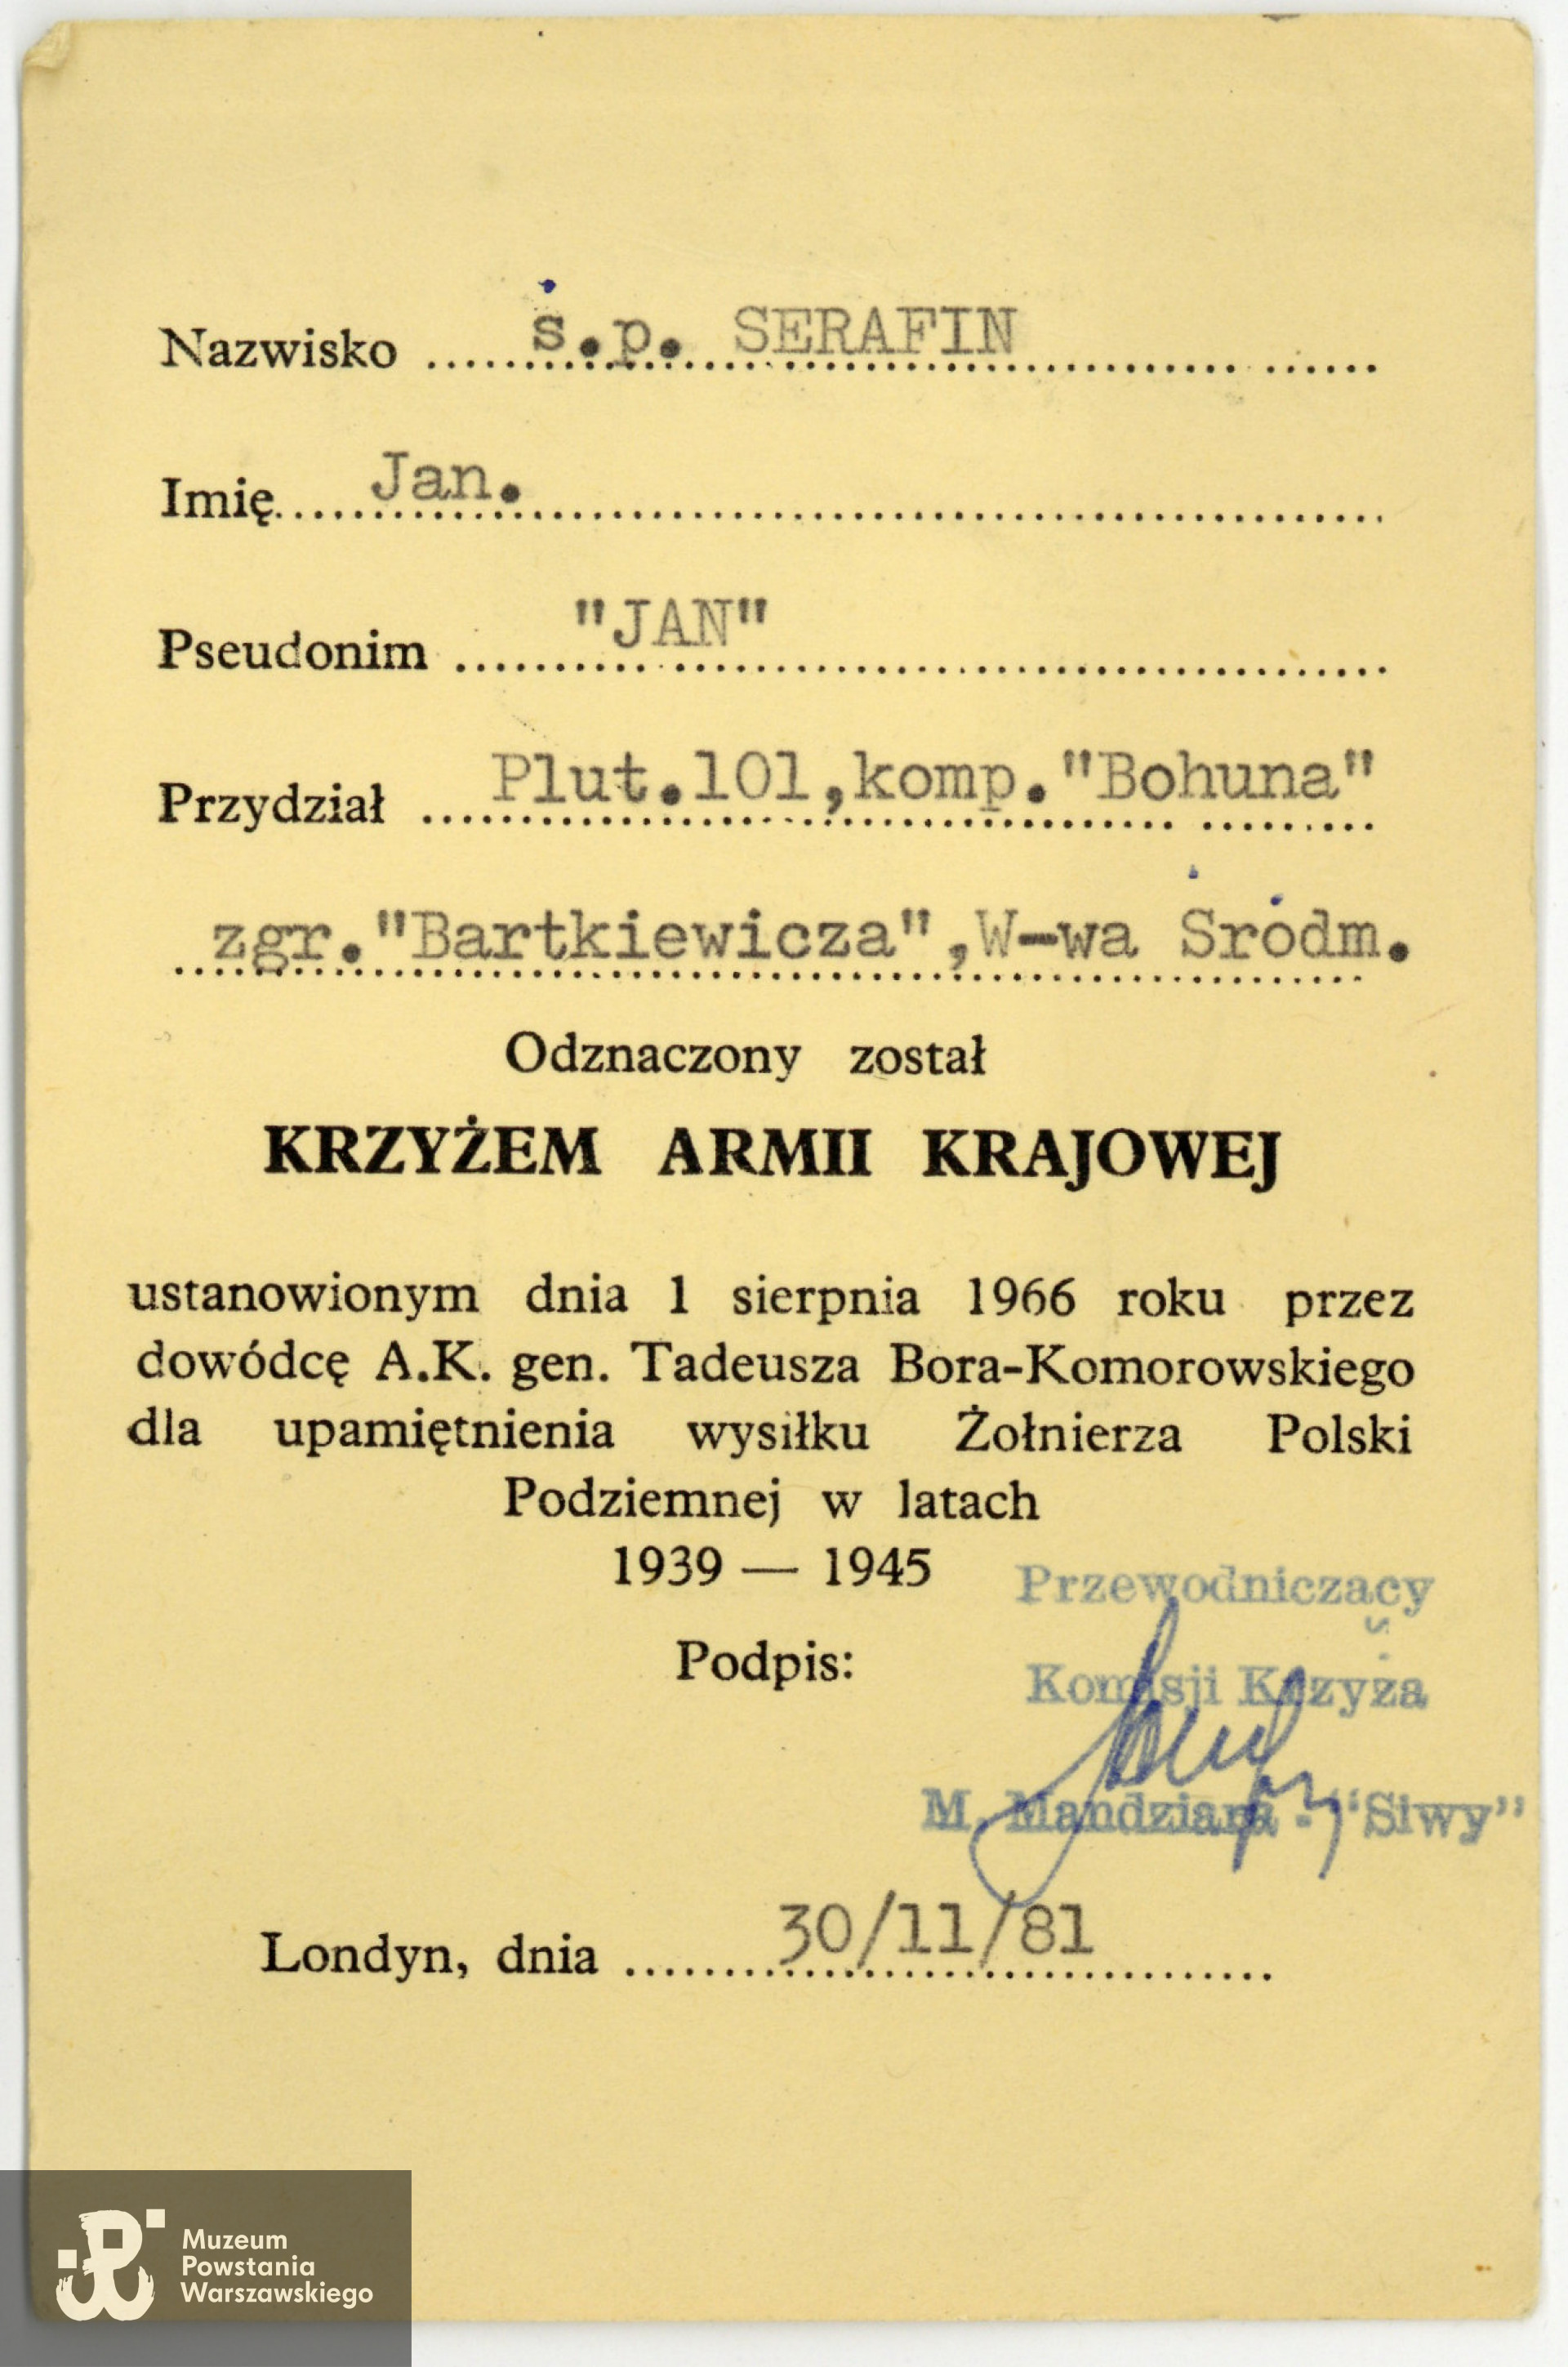 Nazwisko ś.p. SERAFIN
Imię Jan.
Pseudonim "JAN"
Przydział Plut.101,komp."Bohuna"
zgr."Bartkiewicza",W-wa Śródm.
Odznaczony został
KRZYŻEM ARMII KRAJOWEJ
ustanowionym dnia 1 sierpnia 1966 roku przez
dowódcę A.K. gen. Tadeusza Bora-Komorowskiego
dla upamiętnienia wysiłku Żołnierza Polski
Podziemnej w latach
1939 — 1945
Przewodniczący
Podpis:
Komisji Krzyża
M. Mandziara - "Siwy"
Londyn, dnia 30/11/81
Muzeum
Powstania
Warszawskiego